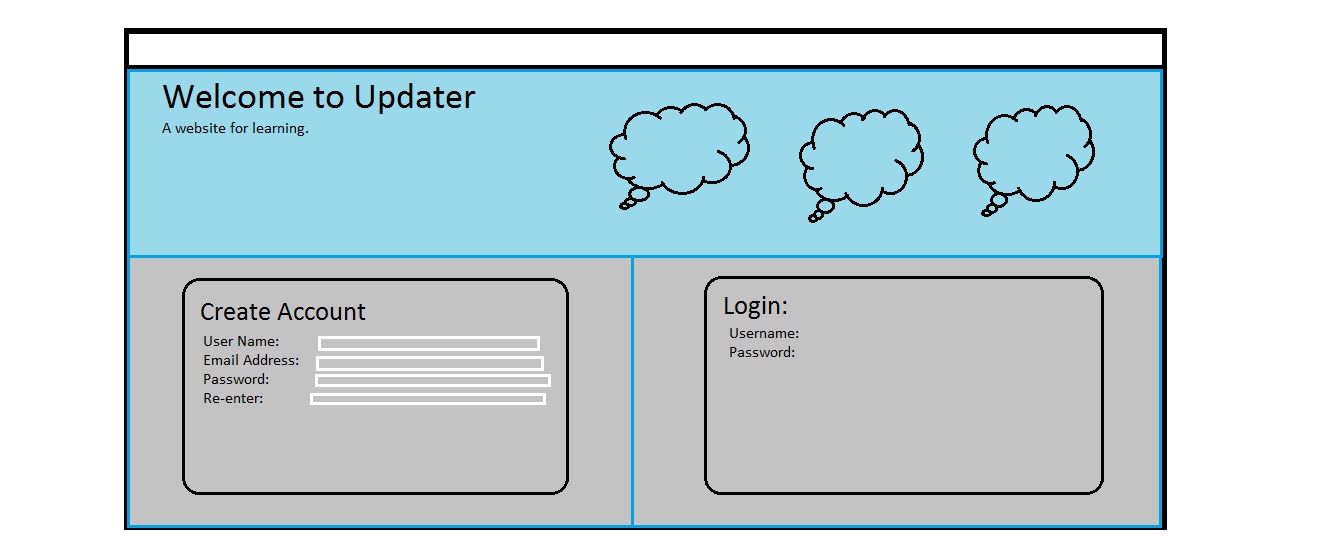 Welcome to Updater
A website for learning.
Create Account
User Name:
Email Address:
Password:
Re-enter:
Login:
Username:
Password: